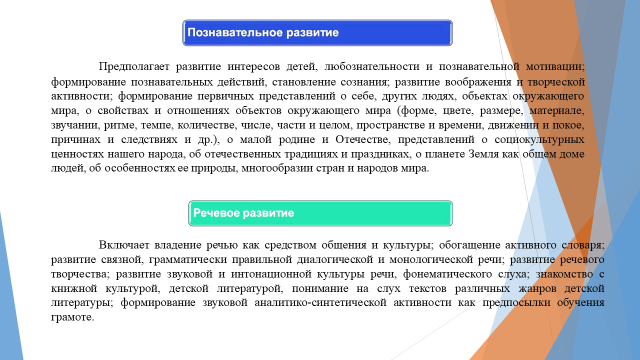 Познавательное развитие
Предполагает развитие интересов детей, любознательности и познавательной мотивации;
формирование познавательных действий, становление сознания; развитие воображения и творческой
активности; формирование первичных представлений о себе, других людях, объектах окружающего
мира, о свойствах и отношениях объектов окружающего мира (форме, цвете, размере, материале,
звучании, ритме, темпе, количестве, числе, части и целом, пространстве и времени, движении и покое,
причинах и следствиях и др.), о малой родине и Отечестве, представлений о социокультурных
ценностях нашего народа, об отечественных традициях и праздниках, о планете Земля как общем доме
людей, об особенностях ее природы, многообразии стран и народов мира.
Речевое развитие
Включает владение речью как средством общения и культуры; обогащение активного словаря;
развитие связной, грамматически правильной диалогической и монологической речи; развитие речевого
творчества; развитие звуковой и интонационной культуры речи, фонематического слуха; знакомство с
книжной культурой, детской литературой, понимание на слух текстов различных жанров детской
литературы; формирование звуковой аналитико-синтетической активности как предпосылки обучения
грамоте.